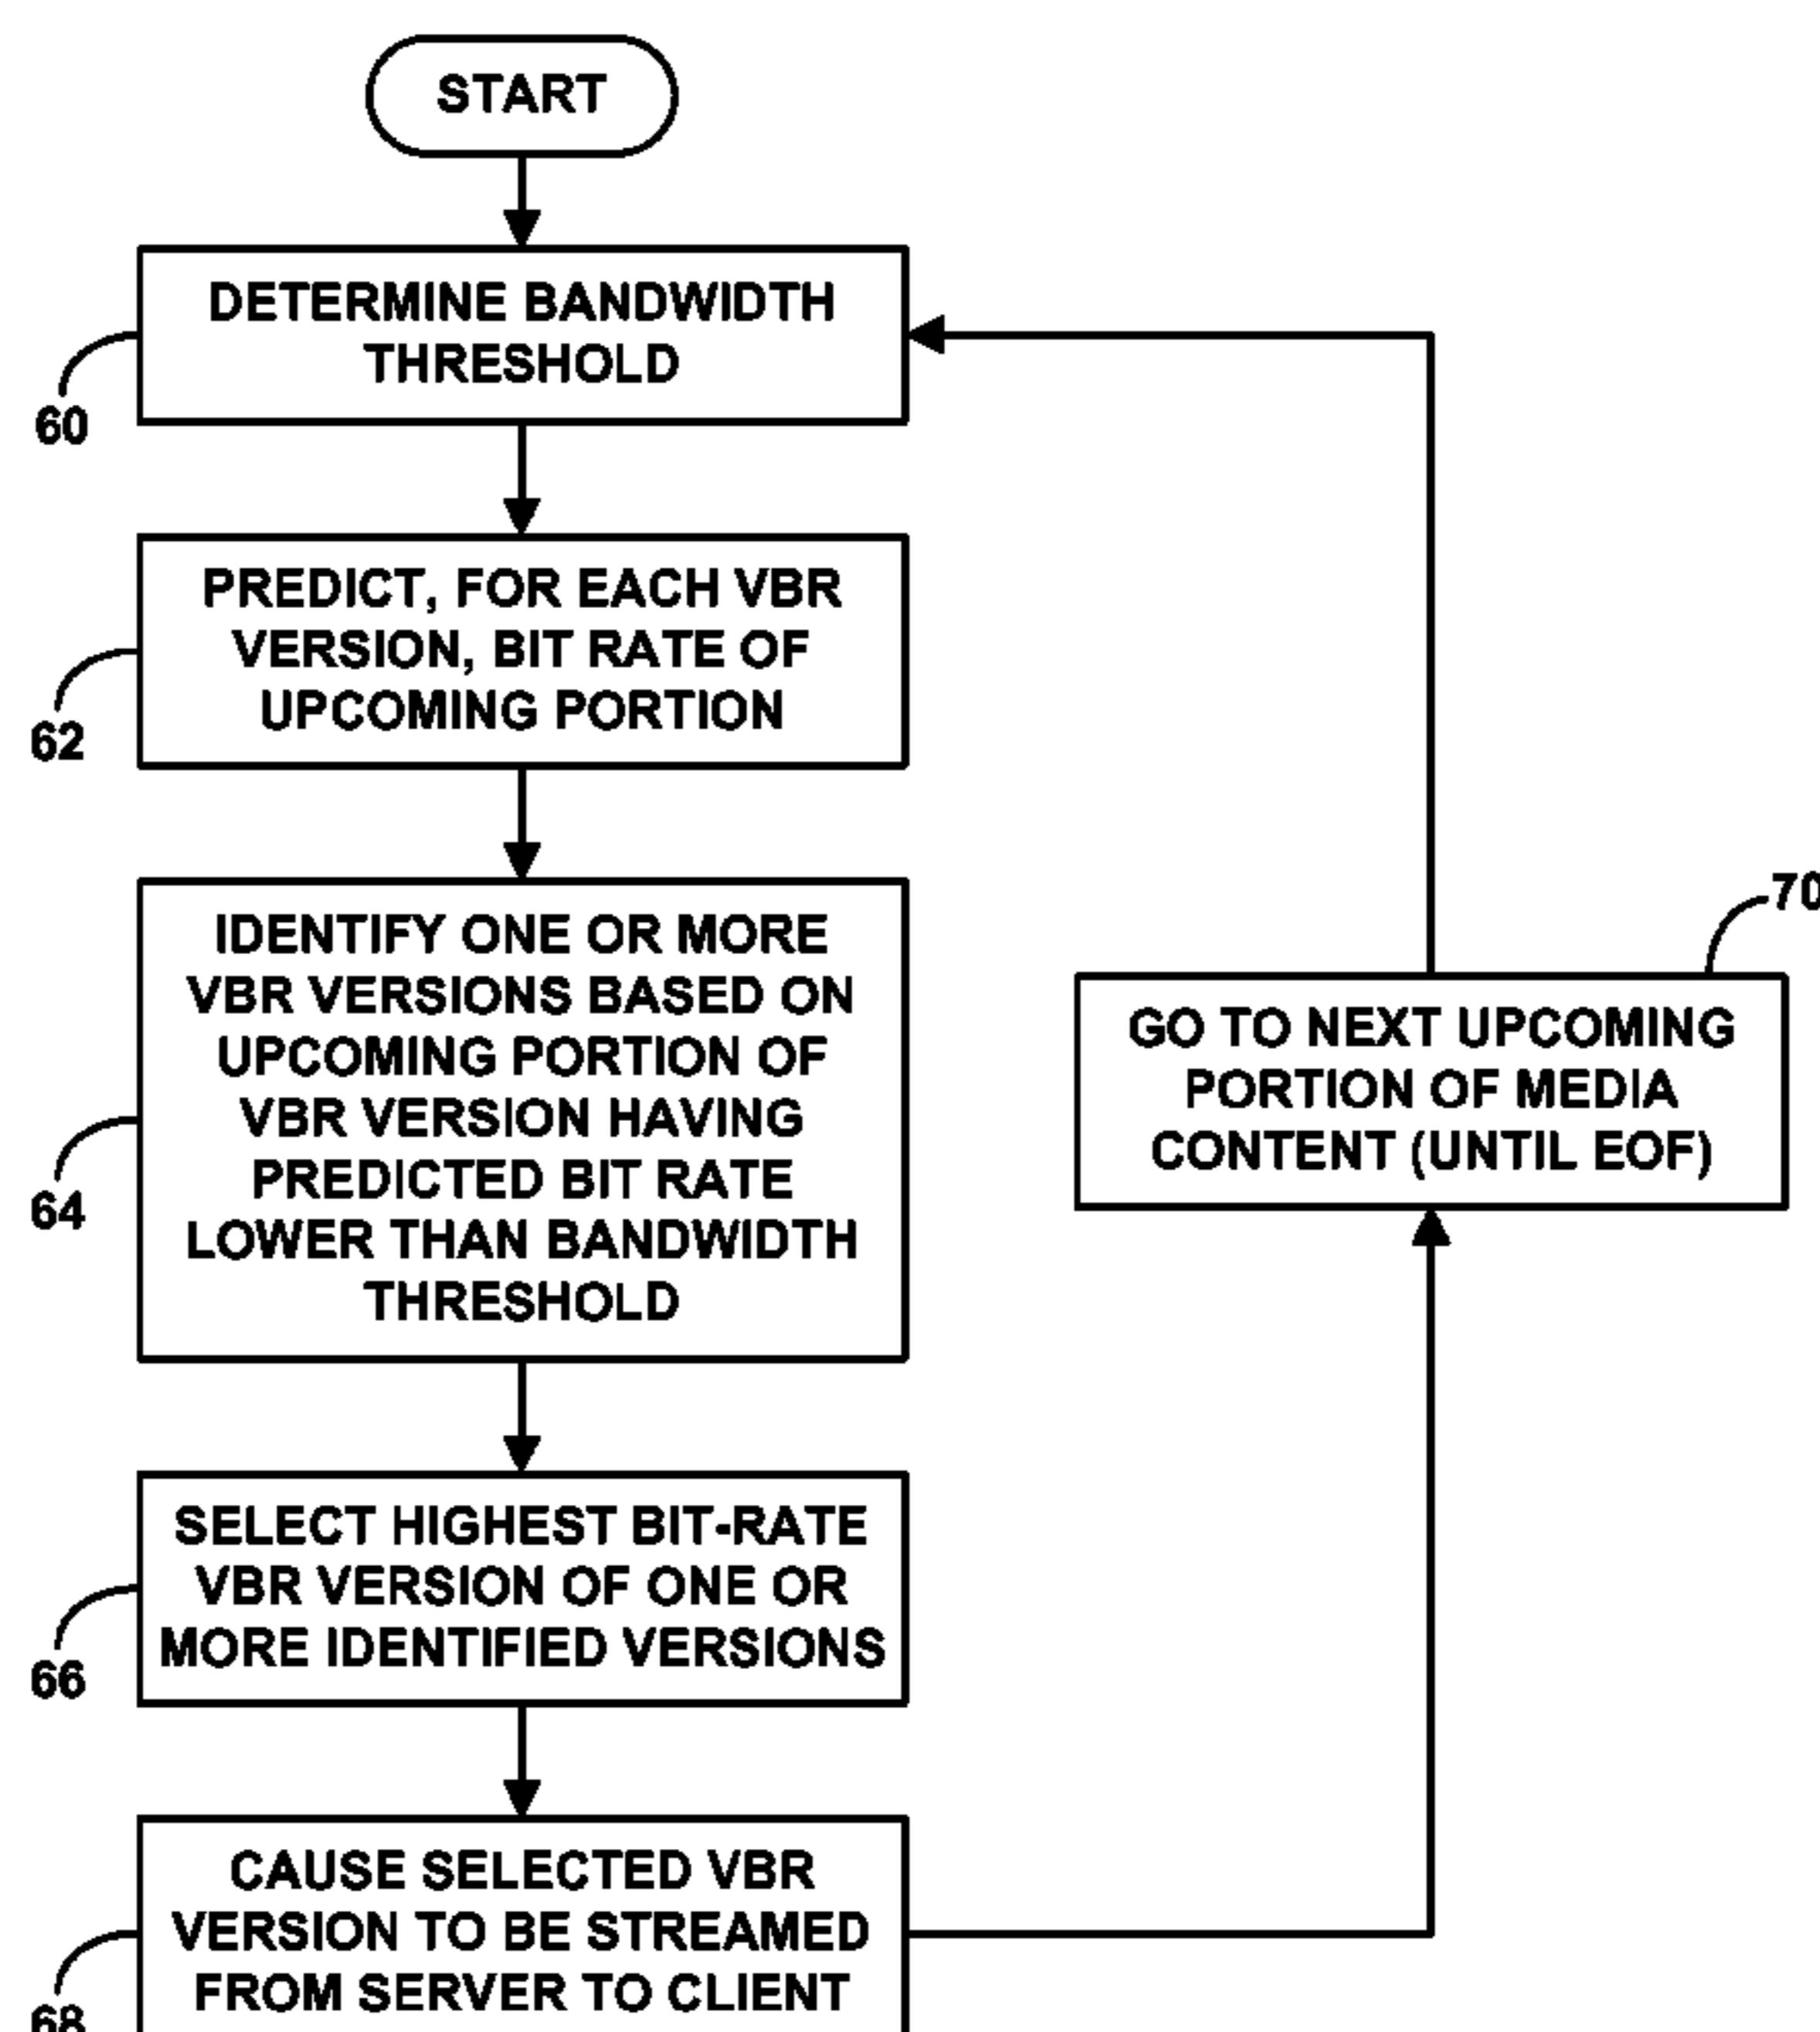 START
DETERMINE BANDWIDTH
THRESHOLD
60
PREDICT, FOR EACH VBR
VERSION, BIT RATE OF
UPCOMING PORTION
62
IDENTIFY ONE OR MORE
VBR VERSIONS BASED ON
UPCOMING PORTION OF
VBR VERSION HAVING
PREDICTED BIT RATE
LOWER THAN BANDWIDTH
THRESHOLD
64
SELECT HIGHEST BIT-RATE
VBR VERSION OF ONE OR
MORE IDENTIFIED VERSIONS
66
CAUSE SELECTED VBR
VERSION TO BE STREAMED
FROM SERVER TO CLIENT
68
70
GO TO NEXT UPCOMING
PORTION OF MEDIA
CONTENT (UNTIL EOF)